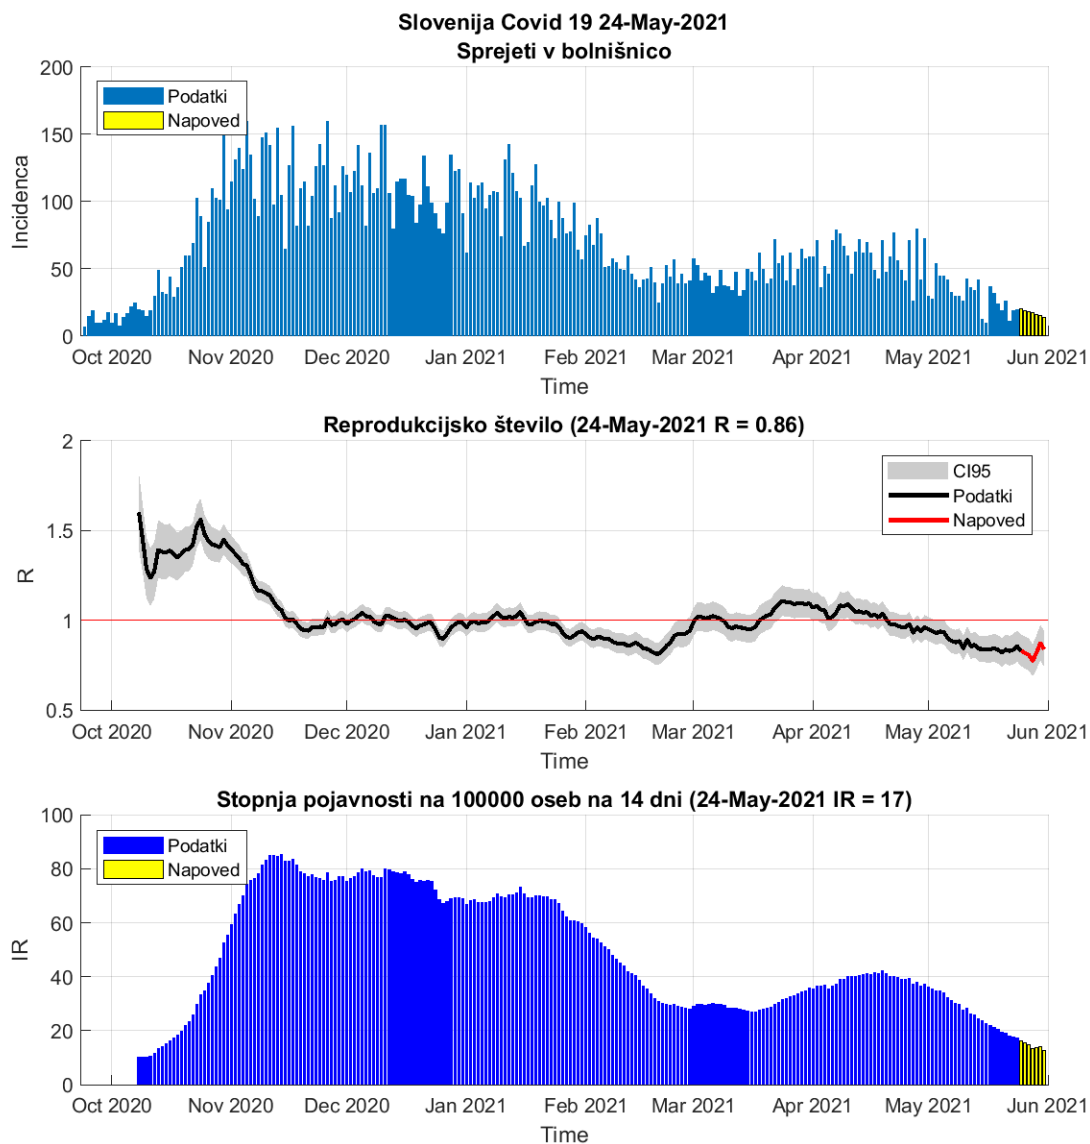 Slovenija Covid 19 24-May-2021
Sprejeti v bolnišnico
200
150
100
50
0
Incidenca
Podatki
Napoved
Oct 2020 Nov 2020 Dec 2020 Jan 2021 Feb 2021 Mar 2021 Apr 2021 May 2021 Jun 2021
Time
Reprodukcijsko število (24-May-2021 R = 0.86)
2
1.5
1
0.5
R
CI95
Podatki
Napoved
Oct 2020 Nov 2020 Dec 2020 Jan 2021 Feb 2021 Mar 2021 Apr 2021 May 2021 Jun 2021
Time
Stopnja pojavnosti na 100000 oseb na 14 dni (24-May-2021 IR = 17)
100
80
60
40
20
0
IR
Podatki
Napoved
Oct 2020 Nov 2020 Dec 2020 Jan 2021 Feb 2021 Mar 2021 Apr 2021 May 2021 Jun 2021
Time